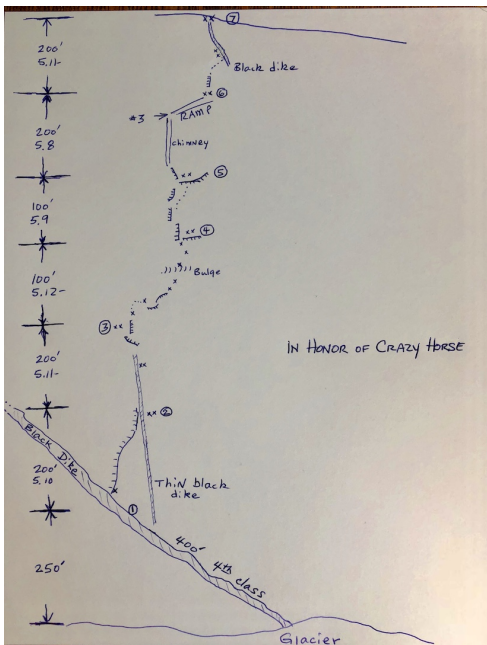 ⑦
200'
5.11-
Black dike
⑥
#3
RAMP
200'
5.8
chimney
⑤
100'
5.9
④
Bulge
100'
5.12-
③
IN HONOR OF CRAZY HORSE
200'
5.11-
②
Black Dike
200'
5.10
Thin black
dike
①
400'
4th class
250'
Glacier